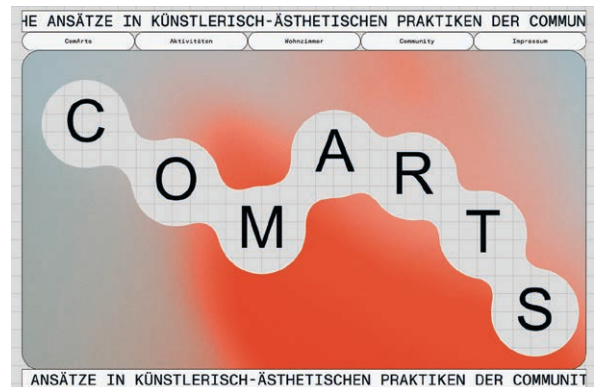 HE ANSÄTZE IN KÜNSTLERISCH-ÄSTHETISCHEN PRAKTIKEN DER COMMUN
ComArts Aktivitäten Wohnzimmer Community Impressum
COMARTS
ANSÄTZE IN KÜNSTLERISCH-ÄSTHETISCHEN PRAKTIKEN DER COMMUNIT